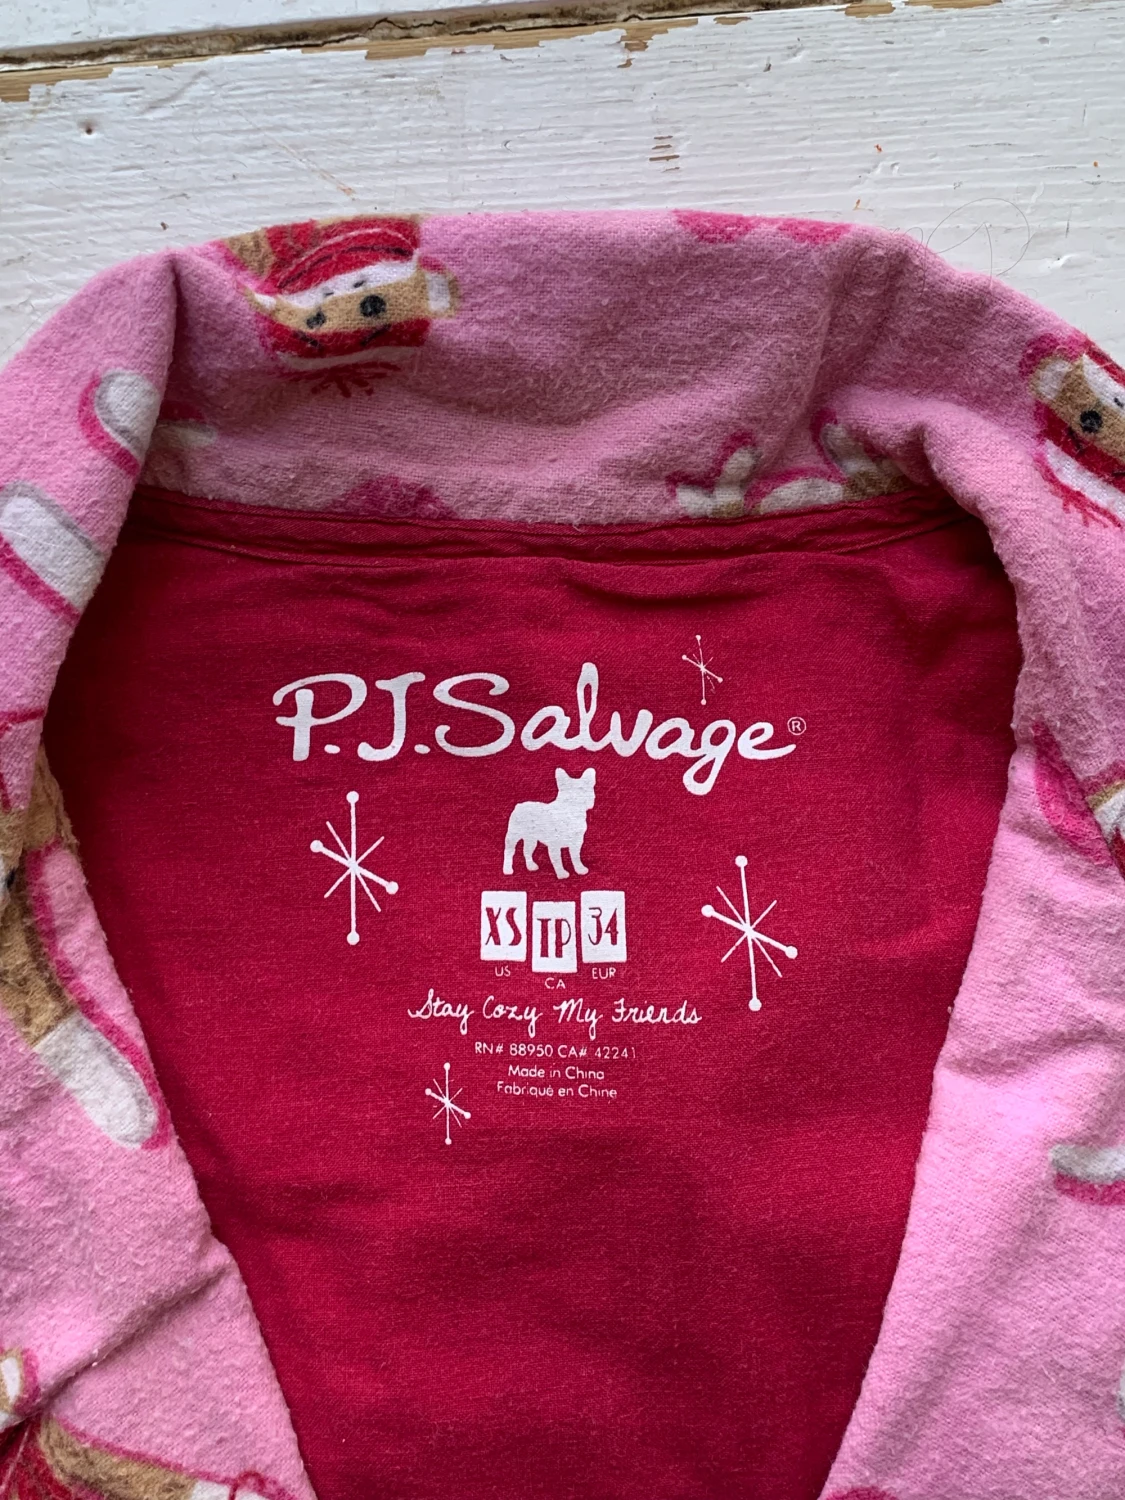 P.J.Salvage®
XS TP 34
US CA EUR
Stay Cozy My Friends
RN# 88950 CA# 42241
Made in China
Fabriqué en Chine